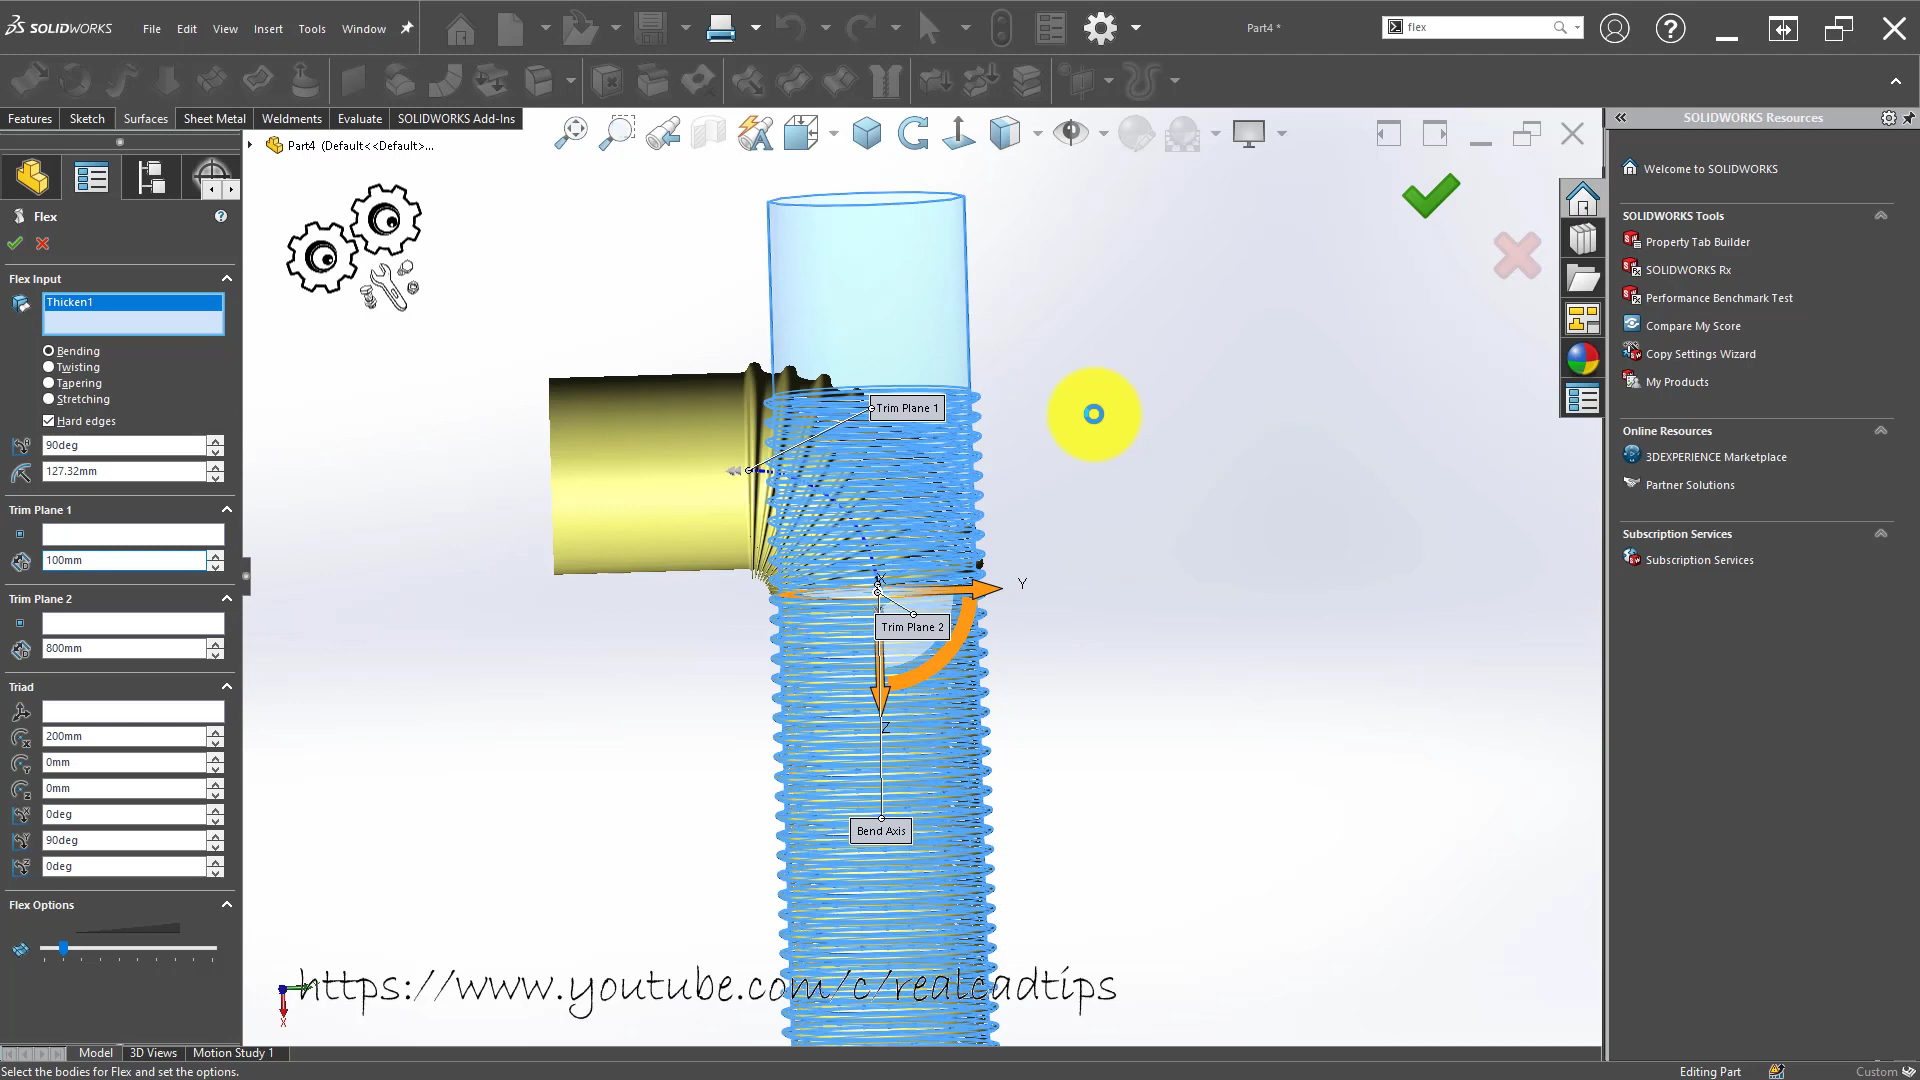 SOLIDWORKS
File Edit View Insert Tools Window
Part4 *
flex
Features Sketch Surfaces Sheet Metal Weldments Evaluate SOLIDWORKS Add-Ins
Part4 (Default<<Default>...
SOLIDWORKS Resources
Flex
Flex Input
Thicken1
Bending
Twisting
Tapering
Stretching
Hard edges
90deg
127.32mm
Trim Plane 1
100mm
Trim Plane 2
800mm
Triad
200mm
0mm
0mm
0deg
90deg
0deg
Flex Options
Trim Plane 1
X
Y
Trim Plane 2
Z
Bend Axis
https://www.youtube.com/c/realcadtips
X
Welcome to SOLIDWORKS
SOLIDWORKS Tools
Property Tab Builder
SOLIDWORKS Rx
Performance Benchmark Test
Compare My Score
Copy Settings Wizard
My Products
Online Resources
3DEXPERIENCE Marketplace
Partner Solutions
Subscription Services
Subscription Services
Model 3D Views Motion Study 1
Select the bodies for Flex and set the options.
Editing Part
Custom